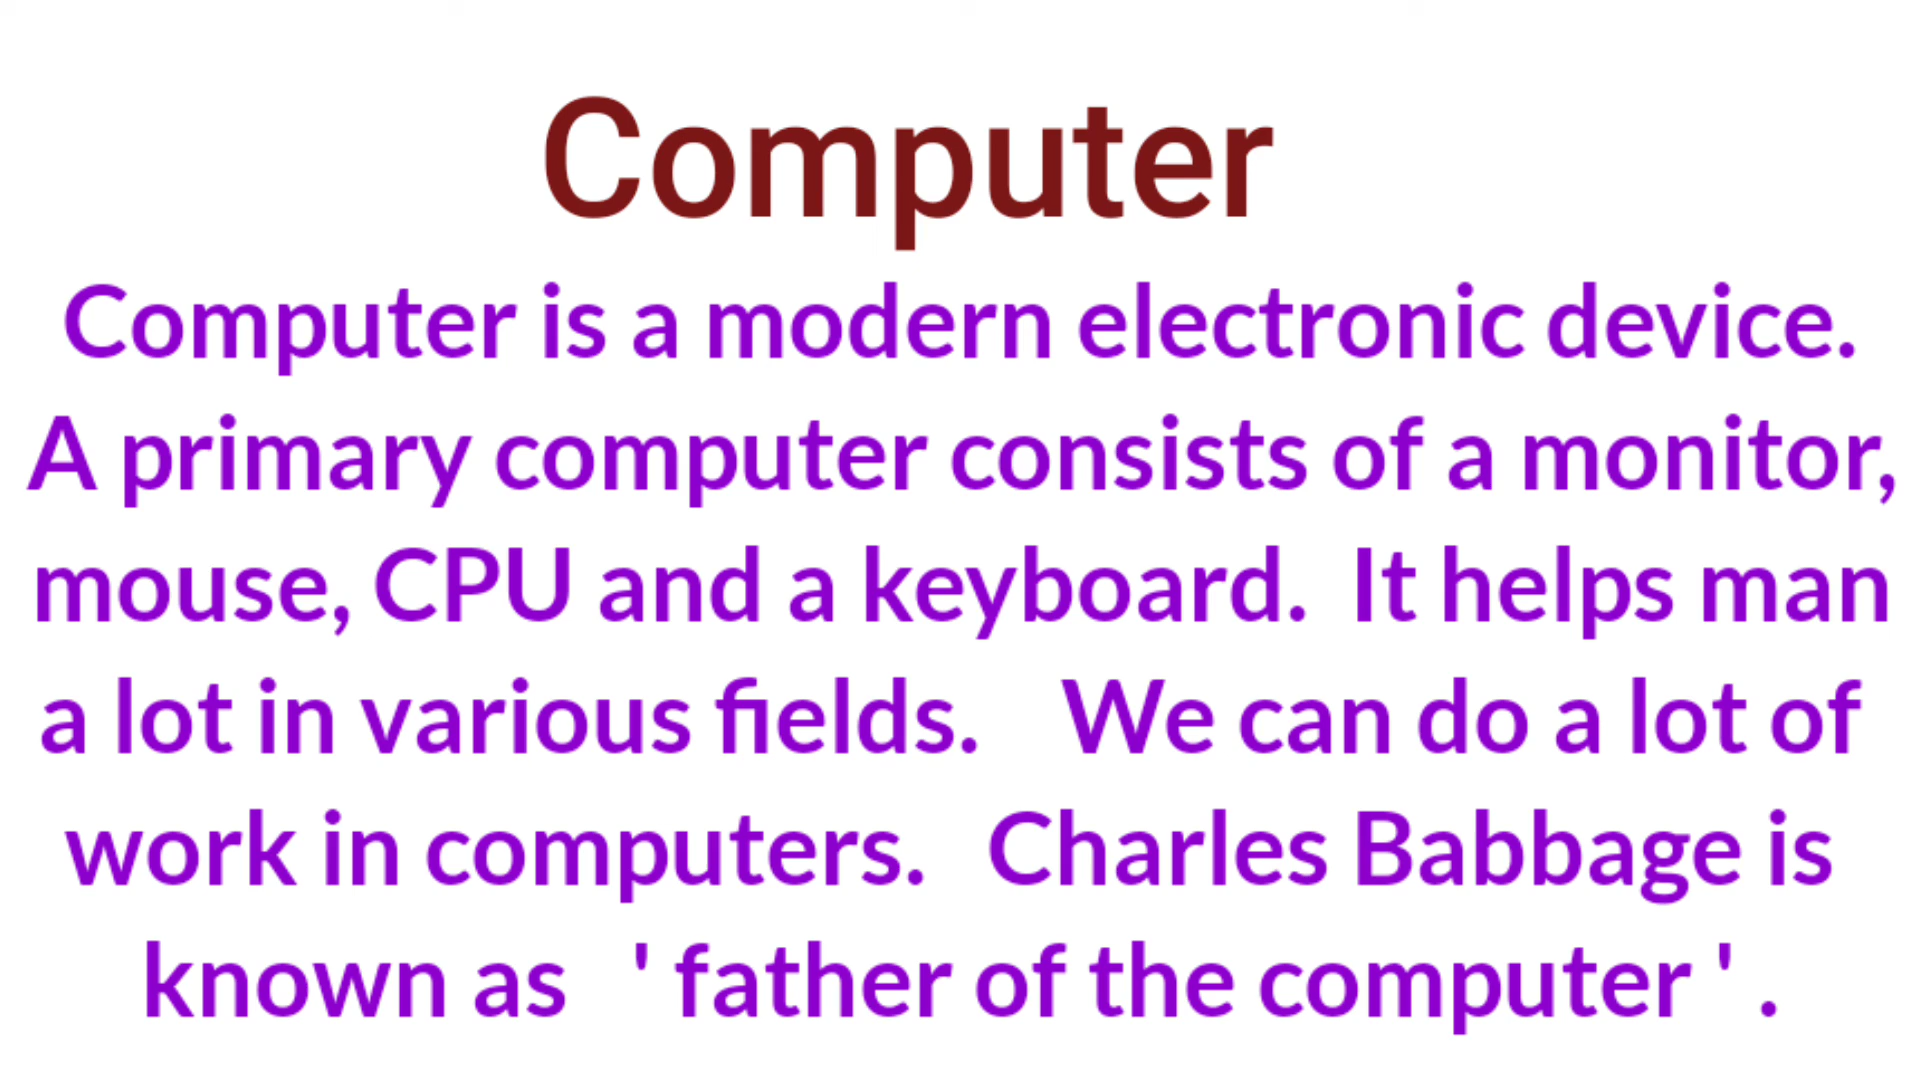 Computer
Computer is a modern electronic device.
A primary computer consists of a monitor,
mouse, CPU and a keyboard.  It helps man
a lot in various fields.   We can do a lot of
work in computers.   Charles Babbage is
known as   ' father of the computer ' .